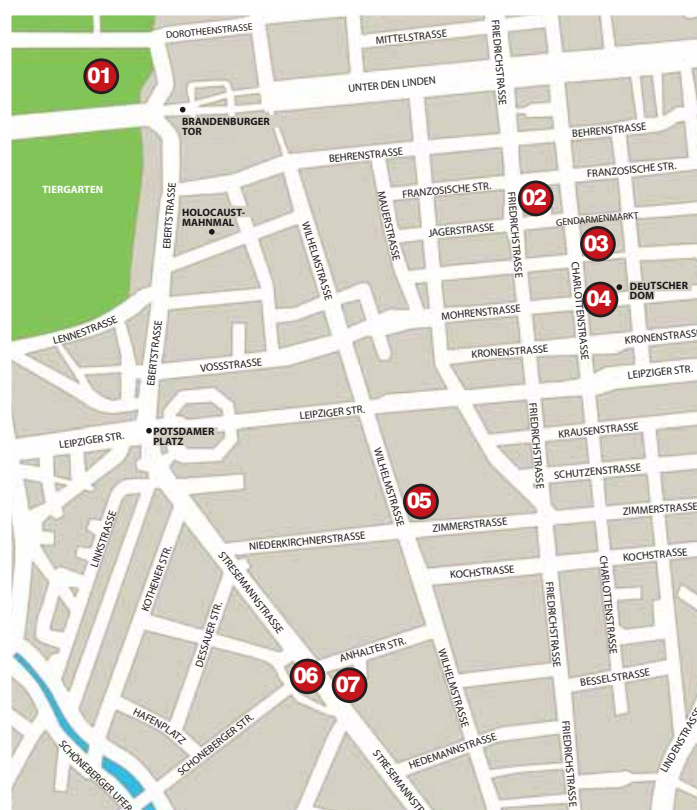 DOROTHEENSTRASSE
MITTELSTRASSE
FRIEDRICHSTRASSE
01
UNTER DEN LINDEN
BRANDENBURGER
TOR
BEHRENSTRASSE
BEHRENSTRASSE
FRANZOSISCHE STR.
TIERGARTEN
FRANZOSISCHE STR.
02
MAUERSTRASSE
FRIEDRICHSTRASSE
EBERTSTRASSE
HOLOCAUST-
MAHNMAL
WILHELMSTRASSE
JAGERSTRASSE
GENDARMENMARKT
03
CHARLOTTENSTRASSE
DEUTSCHER
DOM
04
MOHRENSTRASSE
LENNESTRASSE
EBERTSTRASSE
VOSSSTRASSE
KRONENSTRASSE
KRONENSTRASSE
LEIPZIGER STR.
LEIPZIGER STR.
LEIPZIGER STR.
POTSDAMER
PLATZ
FRIEDRICHSTRASSE
KRAUSENSTRASSE
SCHUTZENSTRASSE
WILHELMSTRASSE
05
ZIMMERSTRASSE
ZIMMERSTRASSE
LINKSTRASSE
NIEDERKIRCHNERSTRASSE
KOCHSTRASSE
KOCHSTRASSE
KOTHENER STR.
STRESEMANNSTRASSE
DESSAUER STR.
CHARLOTTENSTRASSE
FRIEDRICHSTRASSE
ANHALTER STR.
WILHELMSTRASSE
06
07
BESSELSTRASSE
HAFENPLATZ
SCHONEBERGER STR.
HEDEMANNSTRASSE
FRIEDRICHSTRASSE
LINDENSTRASSE
SCHÖNEBERGER UFER
STRESEMANNSTRASSE